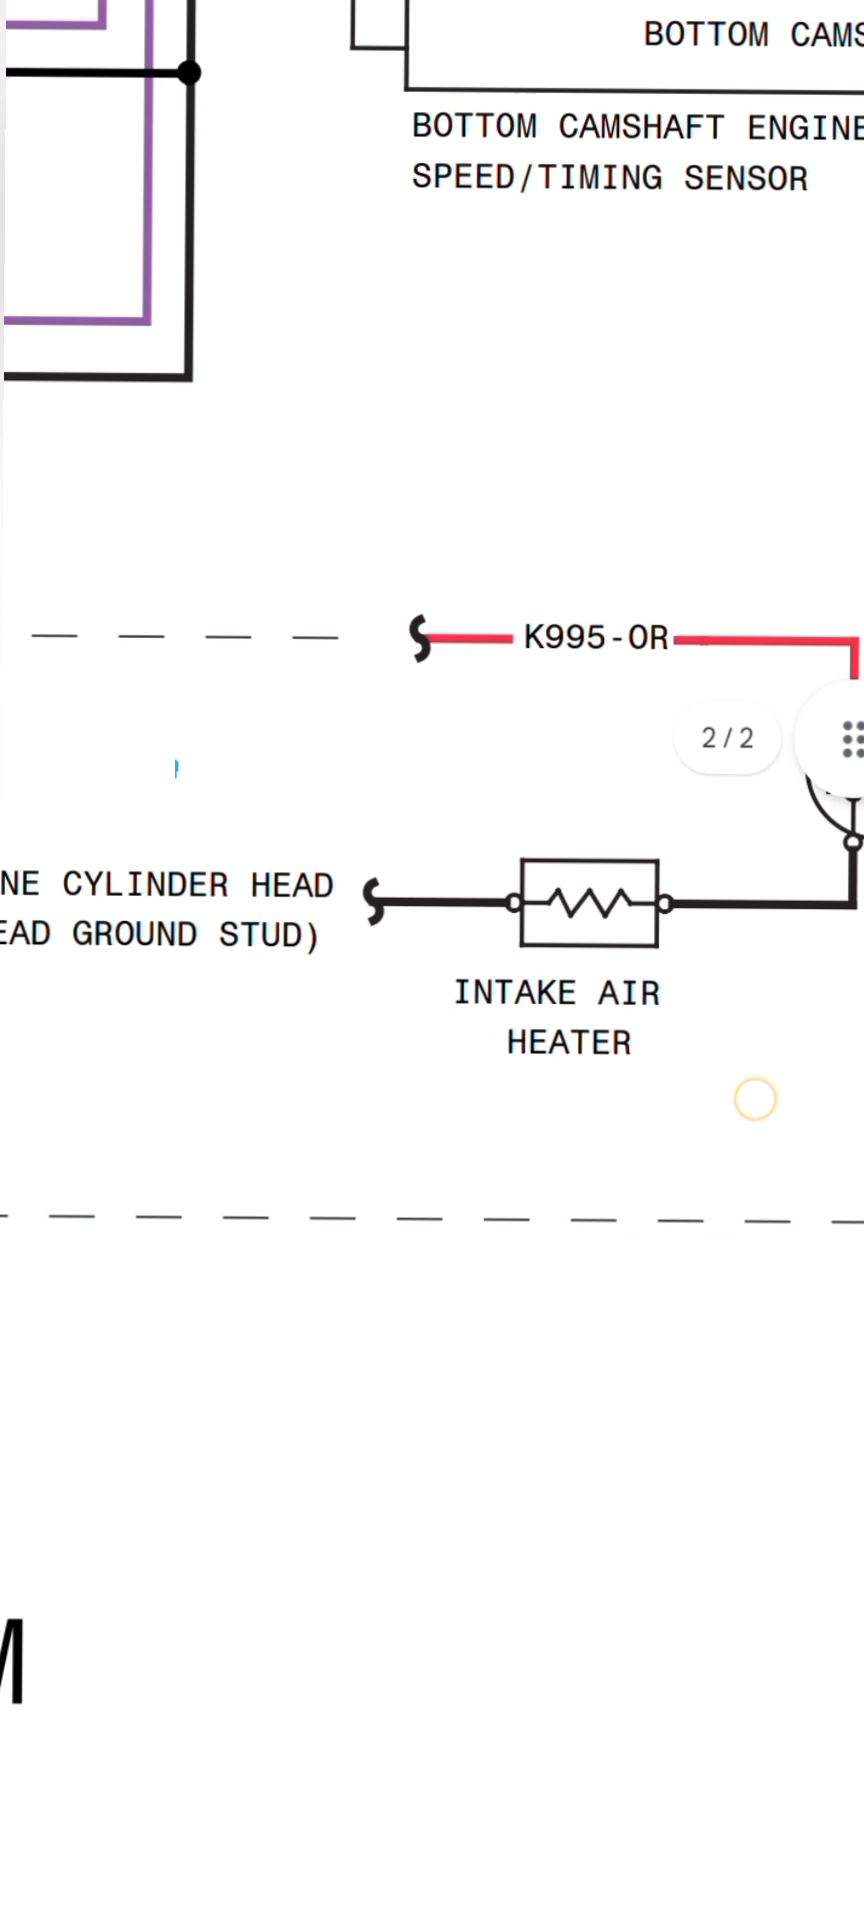 BOTTOM CAMS
BOTTOM CAMSHAFT ENGINE
SPEED/TIMING SENSOR
K995-OR
2 / 2
NE CYLINDER HEAD
EAD GROUND STUD)
INTAKE AIR
HEATER
M